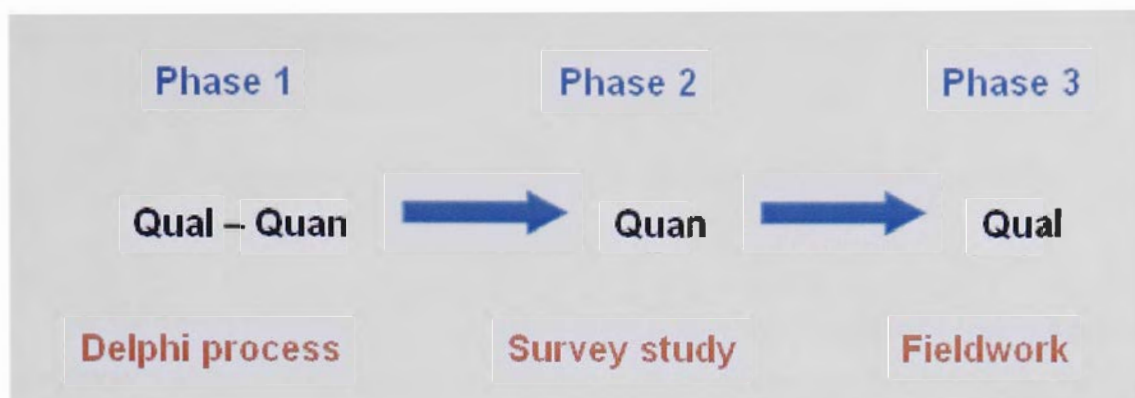 Phase 1 Phase 2 Phase 3
Qual – Quan Quan Qual
Delphi process Survey study Fieldwork